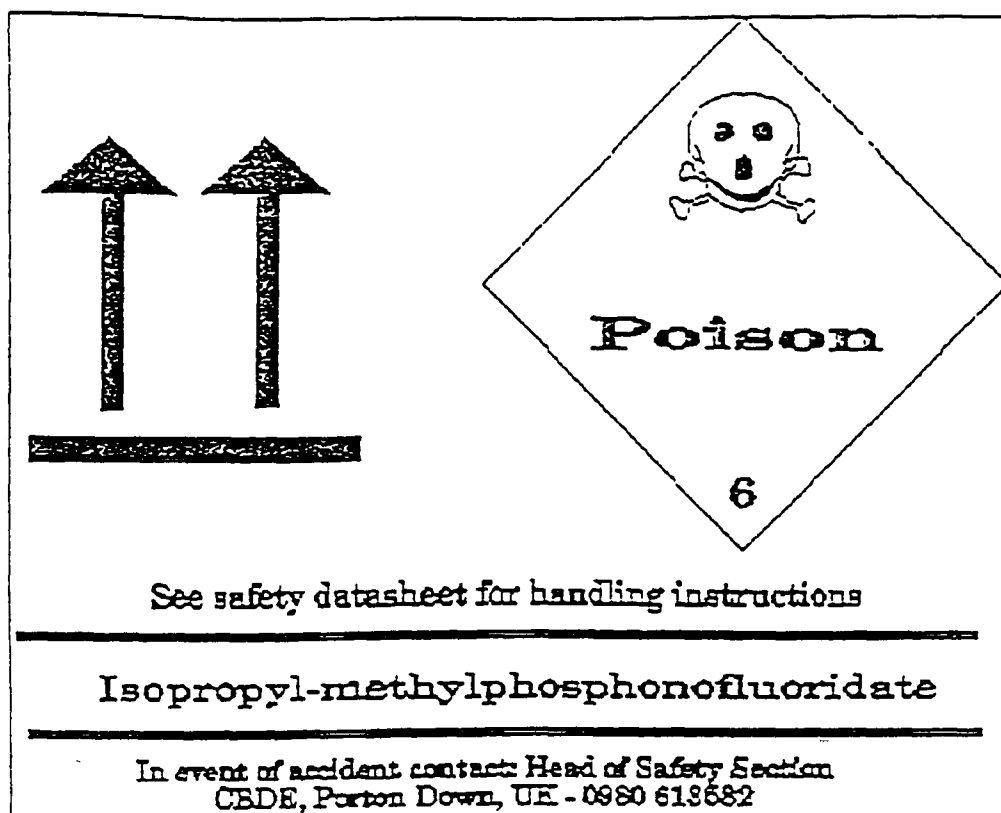 Poison
6
See safety datasheet for handling instructions
Isopropyl-methylphosphonofluoridate
In event of accident contact: Head of Safety Section
CBDE, Porton Down, UK - 0980 613682